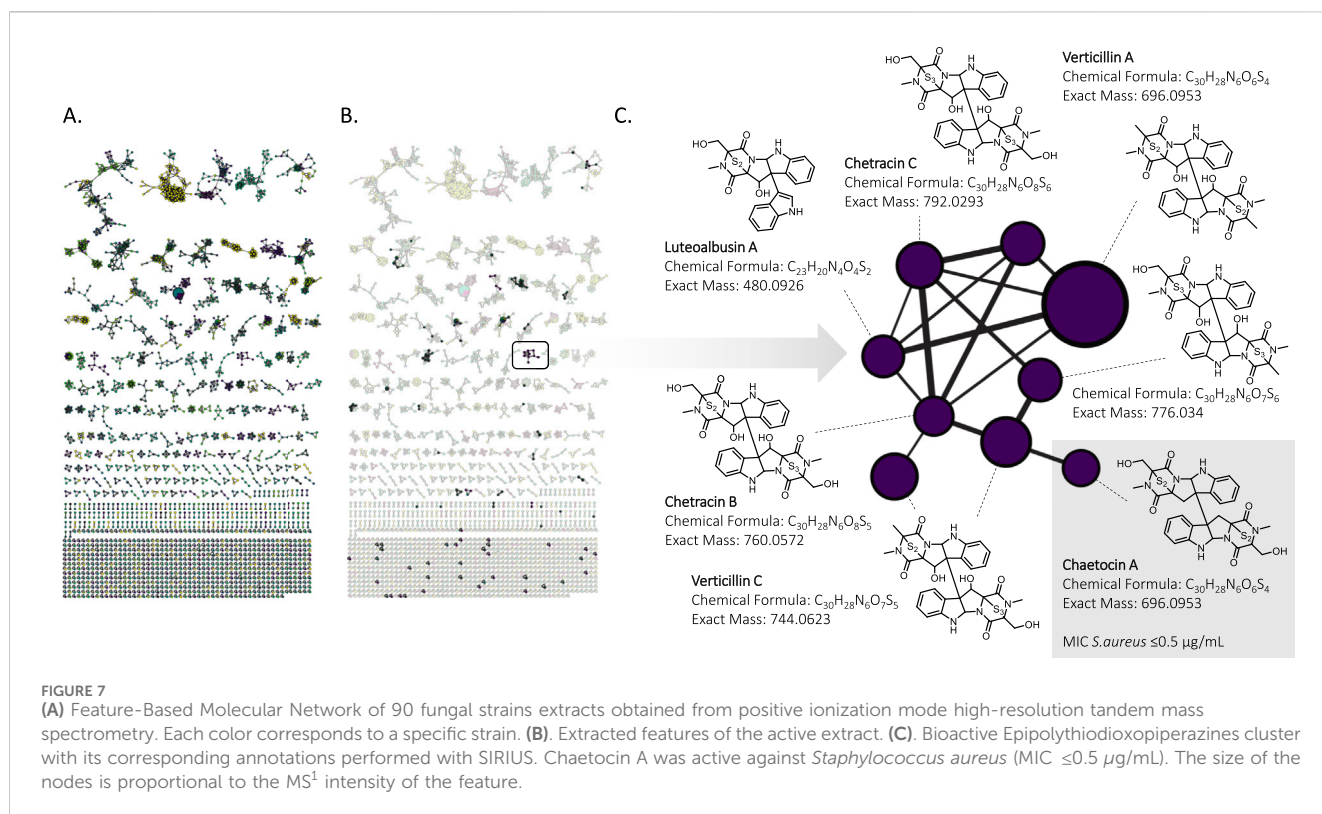 A.
B.
C.
Verticillin A
Chemical Formula: C30H28N6O6S4
Exact Mass: 696.0953
Chetracin C
Chemical Formula: C30H28N6O8S6
Exact Mass: 792.0293
Luteoalbusin A
Chemical Formula: C23H20N4O4S2
Exact Mass: 480.0926
Chemical Formula: C30H28N6O7S6
Exact Mass: 776.034
Chetracin B
Chemical Formula: C30H28N6O8S5
Exact Mass: 760.0572
Verticillin C
Chemical Formula: C30H28N6O7S5
Exact Mass: 744.0623
Chaetocin A
Chemical Formula: C30H28N6O6S4
Exact Mass: 696.0953
MIC S.aureus ≤0.5 µg/mL
FIGURE 7
(A) Feature-Based Molecular Network of 90 fungal strains extracts obtained from positive ionization mode high-resolution tandem mass
spectrometry. Each color corresponds to a specific strain. (B). Extracted features of the active extract. (C). Bioactive Epipolythiodioxopiperazines cluster
with its corresponding annotations performed with SIRIUS. Chaetocin A was active against Staphylococcus aureus (MIC ≤0.5 µg/mL). The size of the
nodes is proportional to the MS1 intensity of the feature.